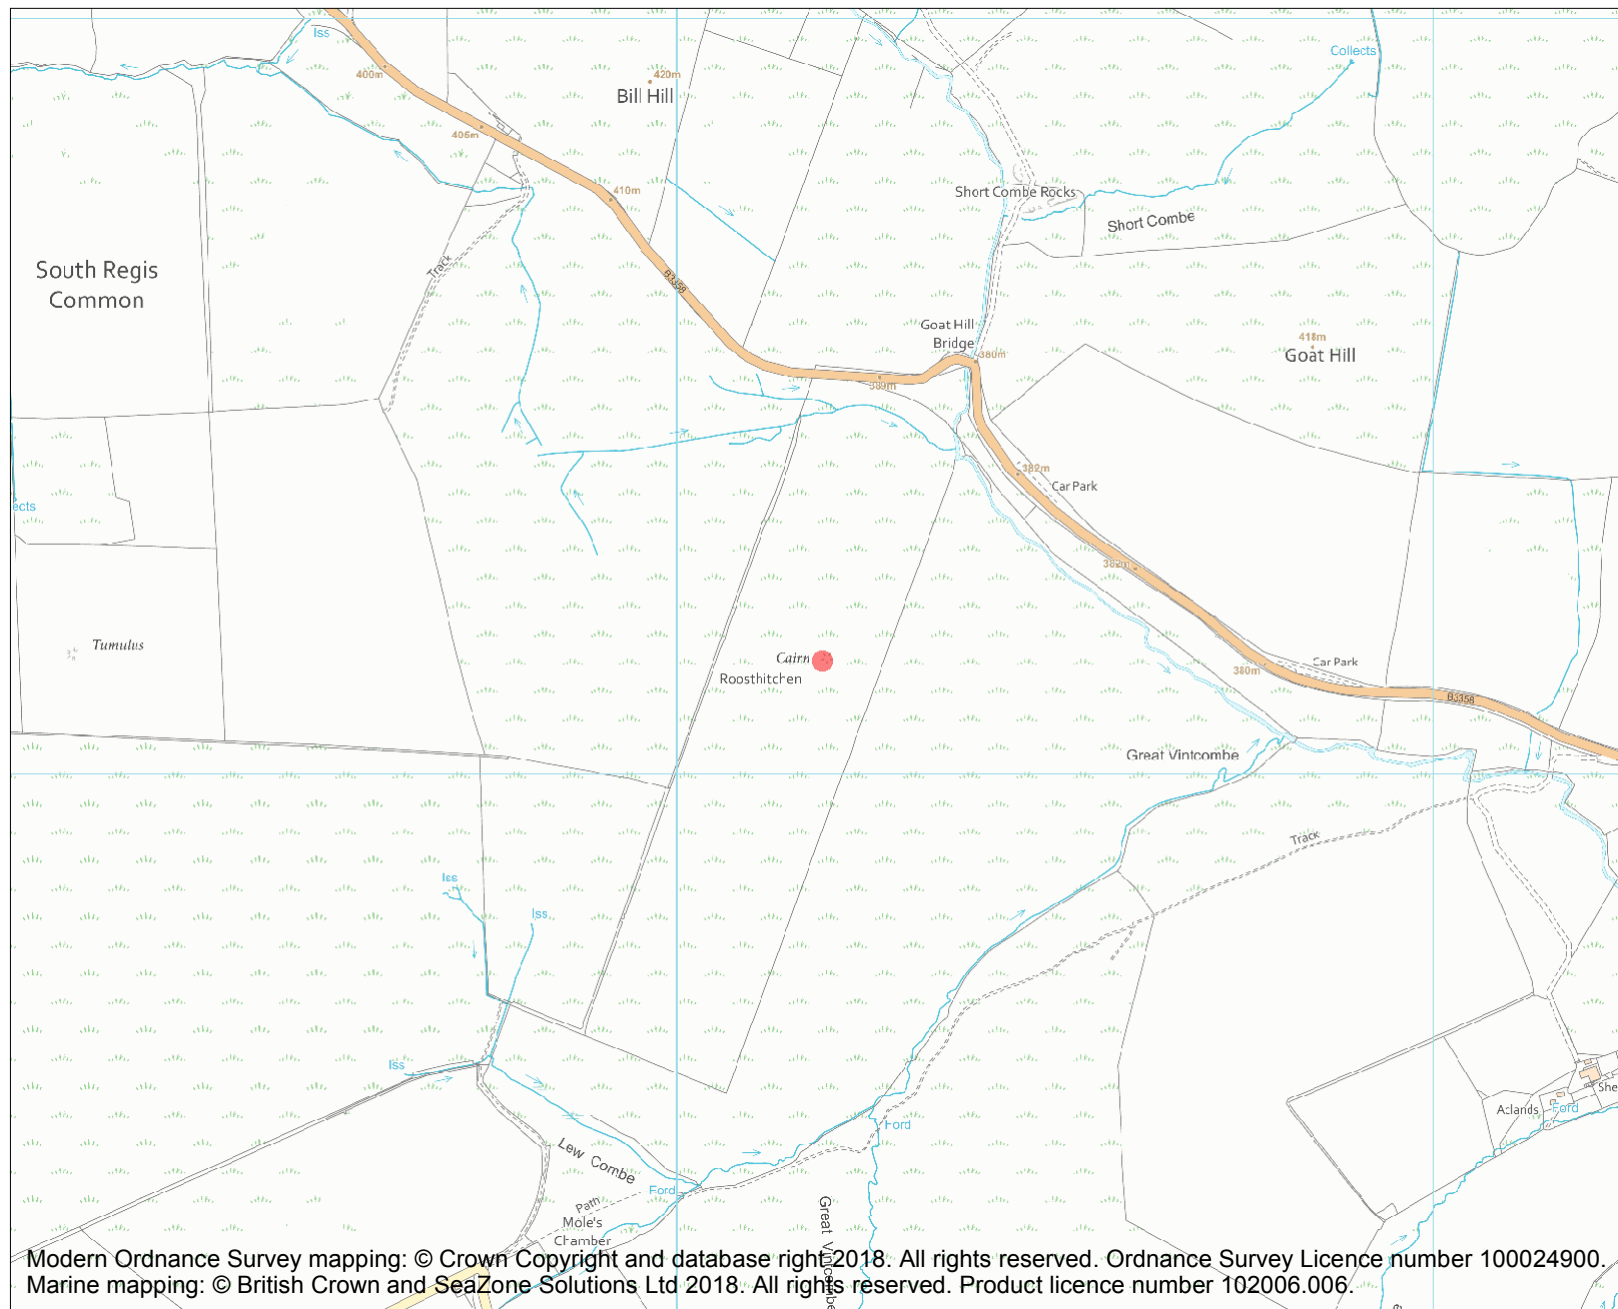 Iss
Collects
400m
420m
Bill Hill
405m
410m
Short Combe Rocks
Short Combe
South Regis
Common
Track
B3358
Goat Hill
Bridge
380m
418m
Goat Hill
389m
382m
Car Park
ects
382m
Tumulus
Cairn
Roosthitchen
Car Park
380m
B3358
Great Vintcombe
Track
Iss
Iss
Iss
She
Aclands
Ford
Ford
Lew Combe
Ford
Path
Mole's
Chamber
Great Vintcombe
Modern Ordnance Survey mapping: © Crown Copyright and database right 2018. All rights reserved. Ordnance Survey Licence number 100024900.
Marine mapping: © British Crown and SeaZone Solutions Ltd 2018. All rights reserved. Product licence number 102006.006.